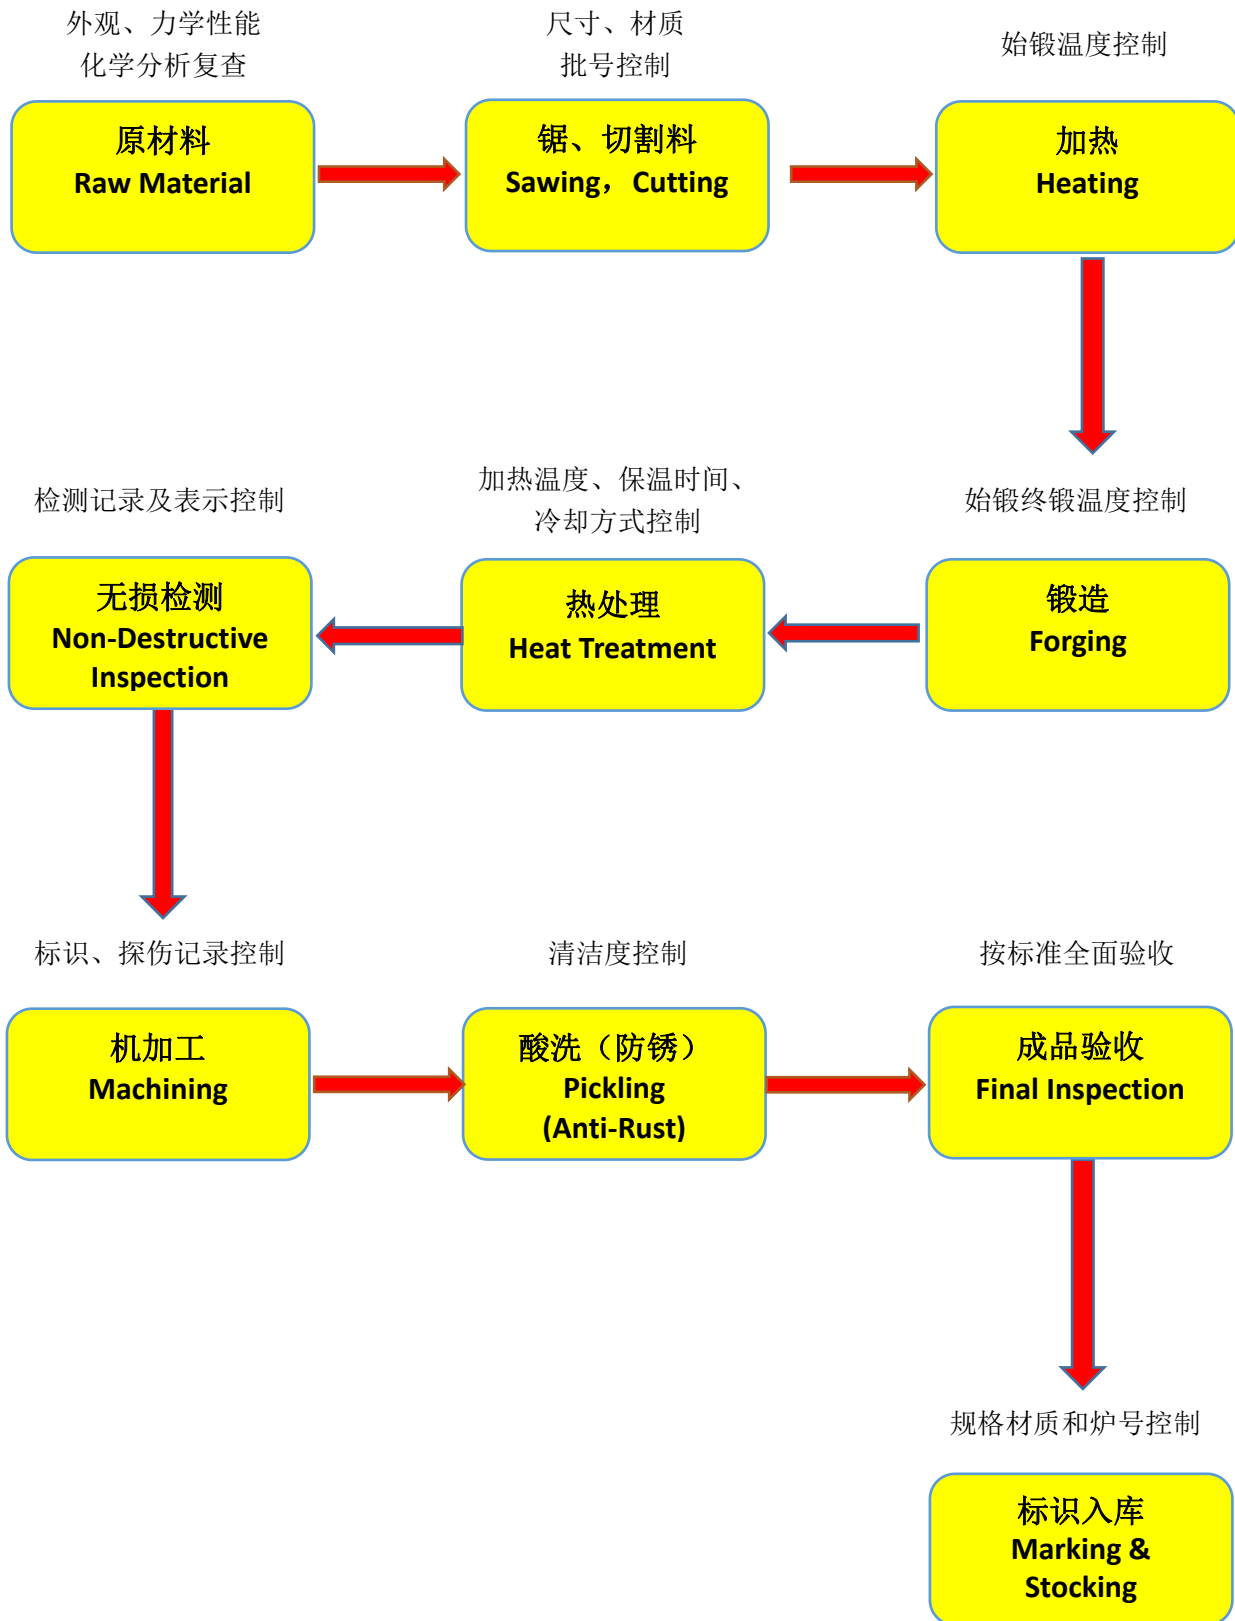 外观、力学性能
化学分析复查
原材料
Raw Material
尺寸、材质
批号控制
锯、切割料
Sawing，Cutting
始锻温度控制
加热
Heating
始锻终锻温度控制
锻造
Forging
加热温度、保温时间、
冷却方式控制
热处理
Heat Treatment
检测记录及表示控制
无损检测
Non-Destructive
Inspection
标识、探伤记录控制
机加工
Machining
清洁度控制
酸洗（防锈）
Pickling
(Anti-Rust)
按标准全面验收
成品验收
Final Inspection
规格材质和炉号控制
标识入库
Marking &
Stocking